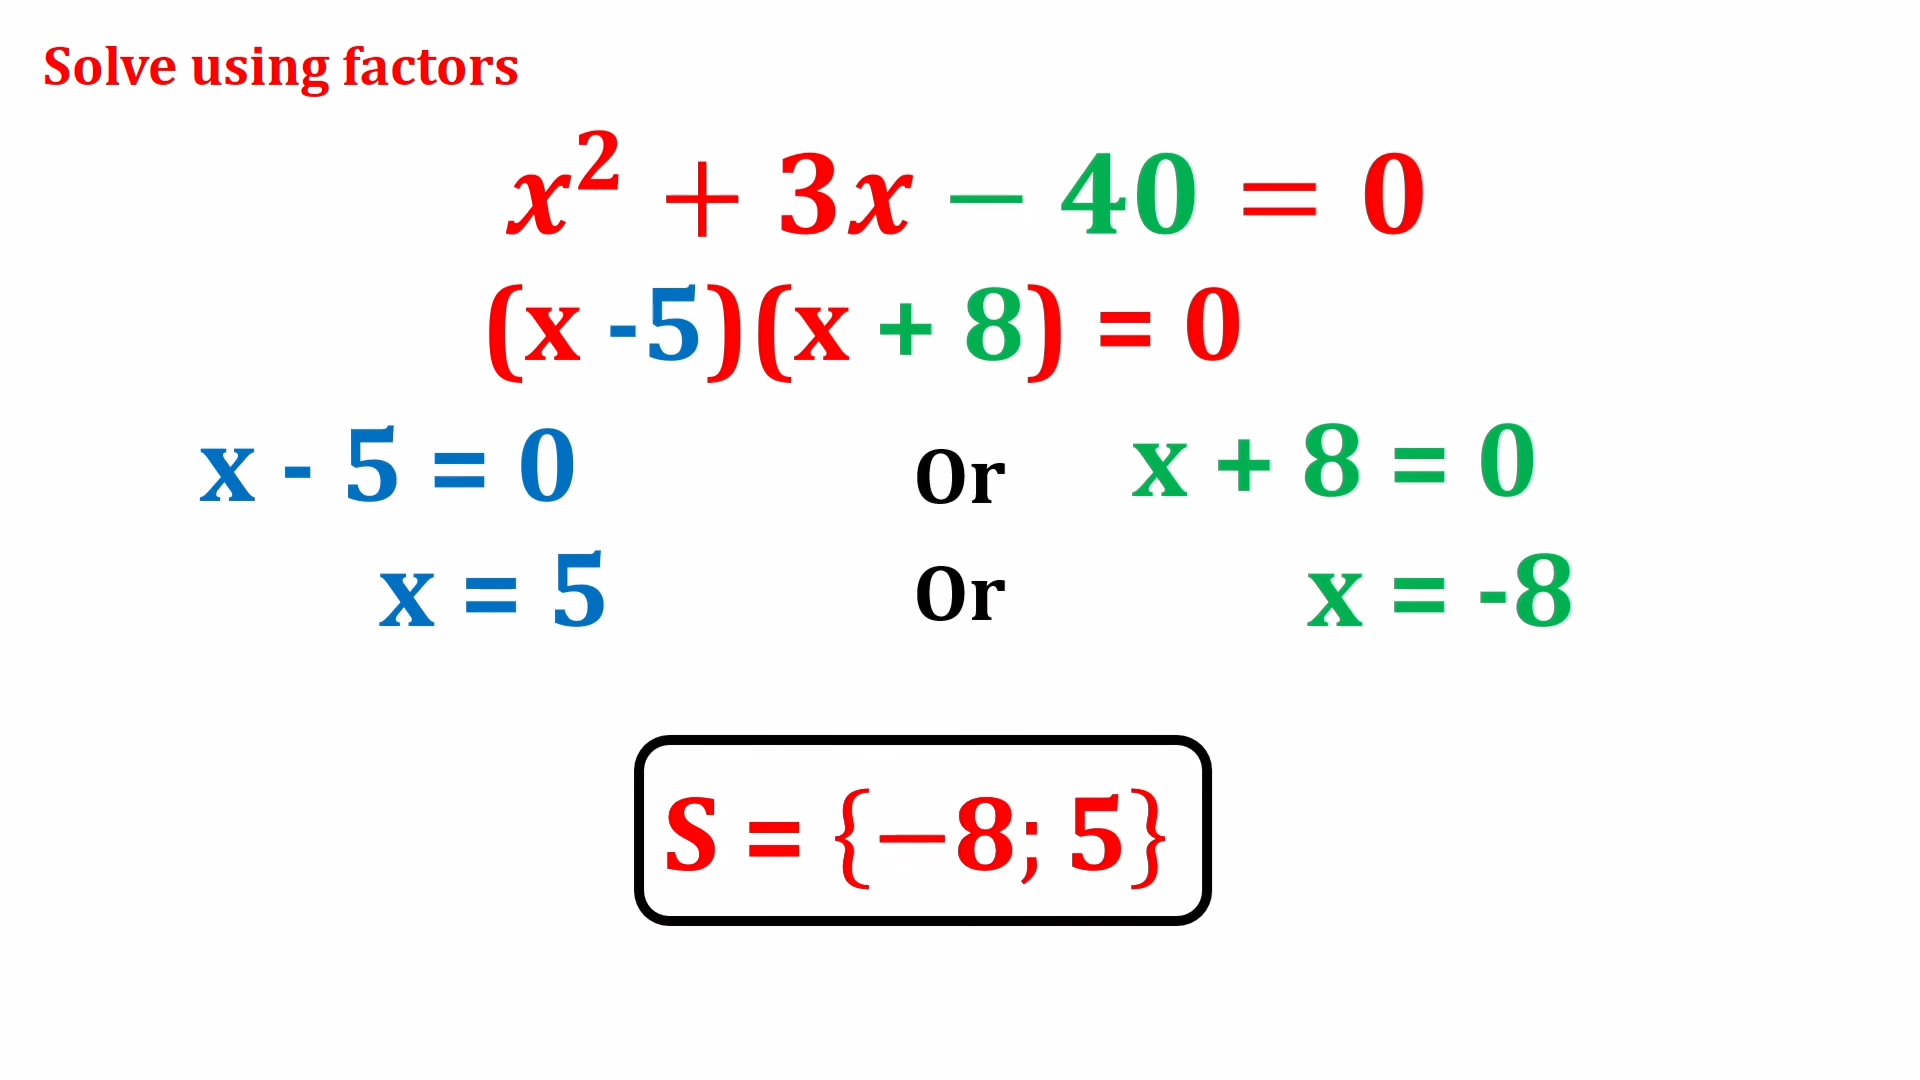 Solve using factors
x² + 3x − 40 = 0
(x -5)(x + 8) = 0
x - 5 = 0 Or x + 8 = 0
x = 5 Or x = -8
S = {−8; 5}